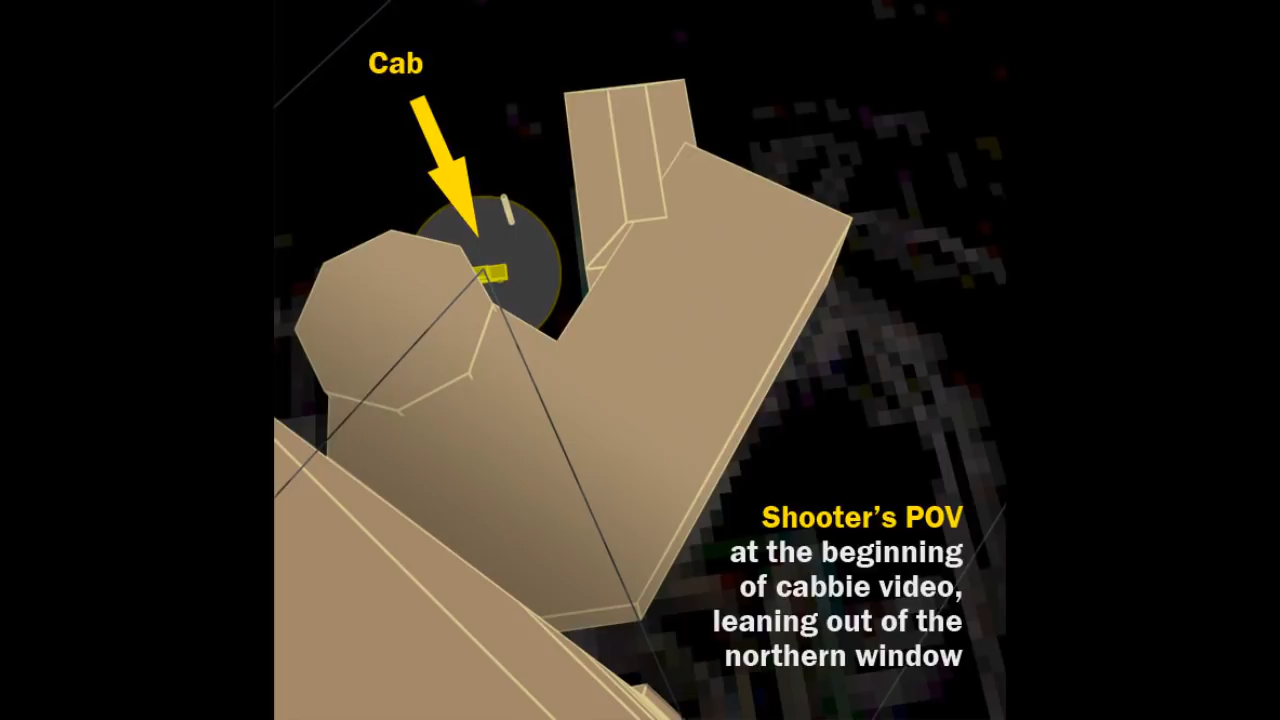 Cab
Shooter’s POV
at the beginning
of cabbie video,
leaning out of the
northern window